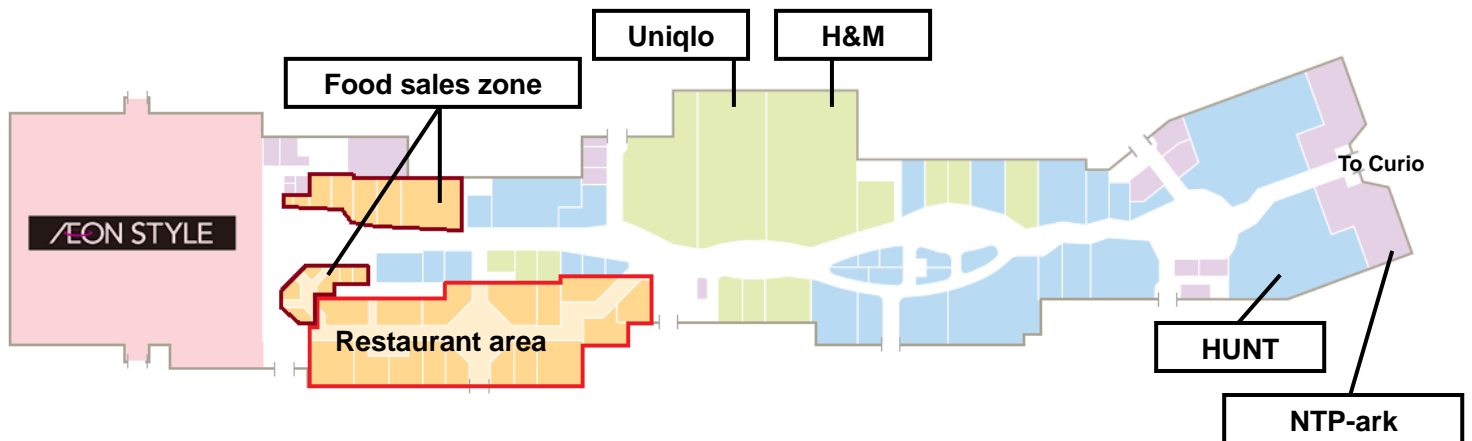 Uniqlo
H&M
Food sales zone
To Curio
ÆON STYLE
Restaurant area
HUNT
NTP-ark